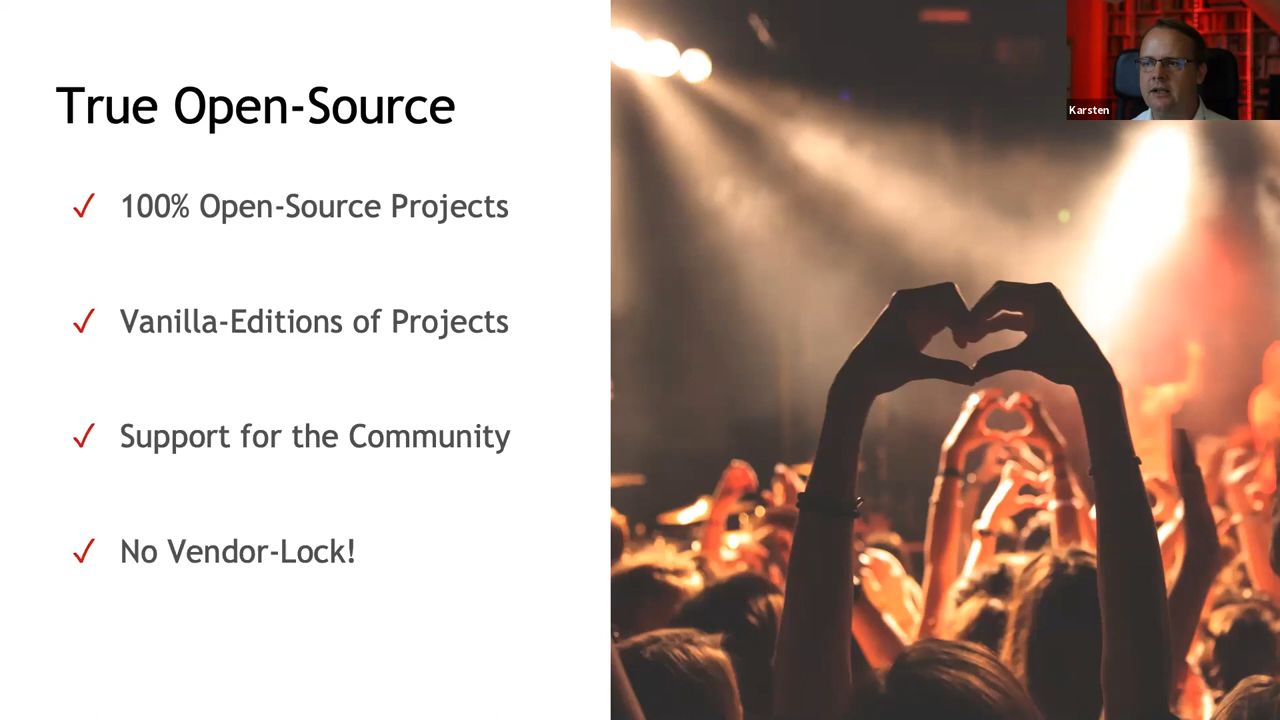 True Open-Source
✓ 100% Open-Source Projects
✓ Vanilla-Editions of Projects
✓ Support for the Community
✓ No Vendor-Lock!
Karsten